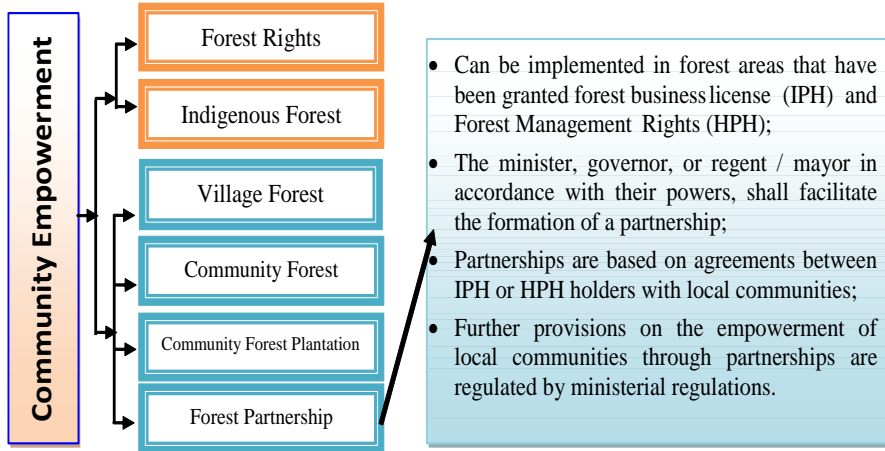 Community Empowerment
Forest Rights
Indigenous Forest
Village Forest
Community Forest
Community Forest Plantation
Forest Partnership
• Can be implemented in forest areas that have
been granted forest business license (IPH) and
Forest Management Rights (HPH);
• The minister, governor, or regent / mayor in
accordance with their powers, shall facilitate
the formation of a partnership;
• Partnerships are based on agreements between
IPH or HPH holders with local communities;
• Further provisions on the empowerment of
local communities through partnerships are
regulated by ministerial regulations.